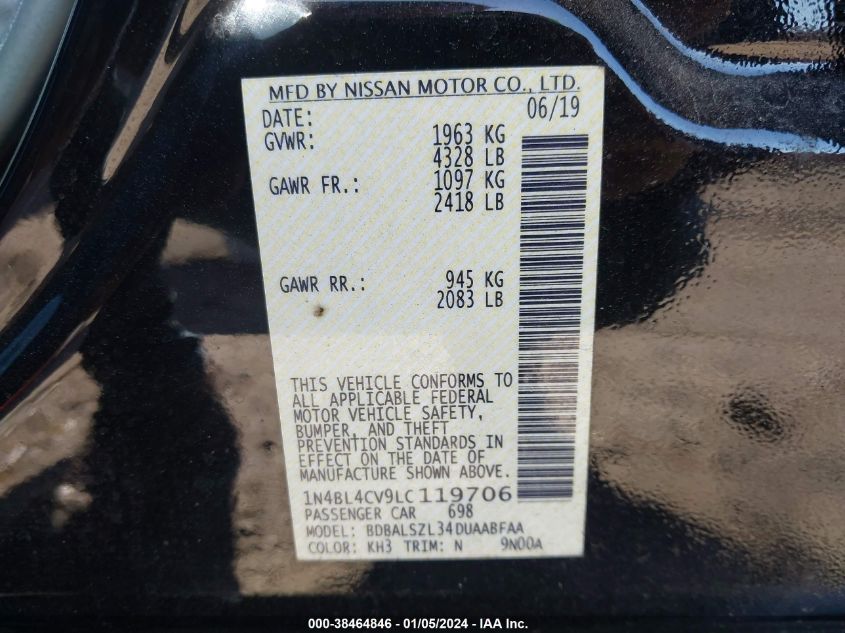 MFD BY NISSAN MOTOR CO., LTD.
DATE: 06/19
GVWR: 1963 KG
4328 LB
GAWR FR.: 1097 KG
2418 LB
GAWR RR.: 945 KG
2083 LB
THIS VEHICLE CONFORMS TO
ALL APPLICABLE FEDERAL
MOTOR VEHICLE SAFETY,
BUMPER, AND THEFT
PREVENTION STANDARDS IN
EFFECT ON THE DATE OF
MANUFACTURE SHOWN ABOVE.
1N4BL4CV9LC119706
PASSENGER CAR 698
MODEL: BDBALSZL34DUAABFAA
COLOR: KH3 TRIM: N 9N00A
000-38464846 - 01/05/2024 - IAA Inc.